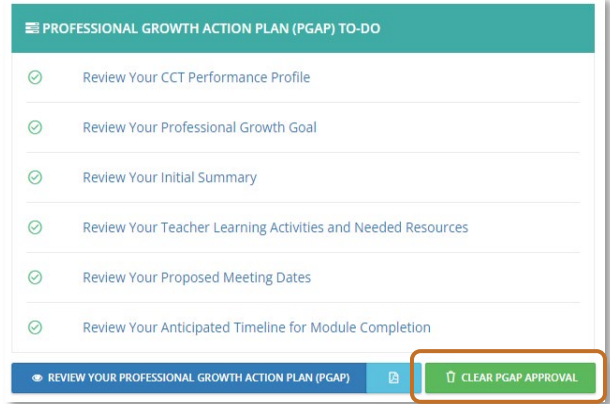 PROFESSIONAL GROWTH ACTION PLAN (PGAP) TO-DO
Review Your CCT Performance Profile
Review Your Professional Growth Goal
Review Your Initial Summary
Review Your Teacher Learning Activities and Needed Resources
Review Your Proposed Meeting Dates
Review Your Anticipated Timeline for Module Completion
REVIEW YOUR PROFESSIONAL GROWTH ACTION PLAN (PGAP) CLEAR PGAP APPROVAL